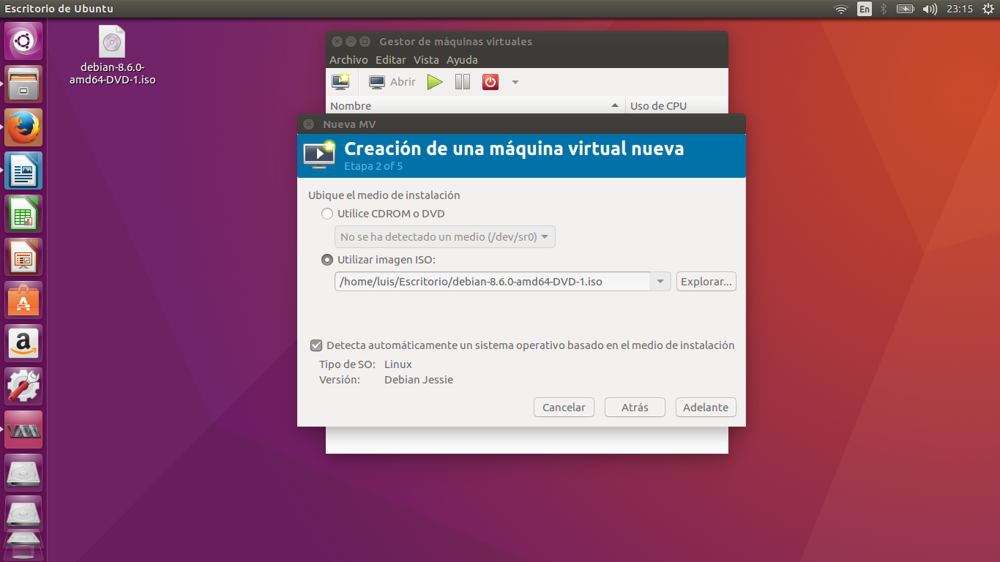 Escritorio de Ubuntu
En
23:15
debian-8.6.0-
amd64-DVD-1.iso
Gestor de máquinas virtuales
Archivo Editar Vista Ayuda
Abrir
Nombre
Uso de CPU
Nueva MV
Creación de una máquina virtual nueva
Etapa 2 of 5
Ubique el medio de instalación
Utilice CDROM o DVD
No se ha detectado un medio (/dev/sr0)
Utilizar imagen ISO:
/home/luis/Escritorio/debian-8.6.0-amd64-DVD-1.iso
Explorar...
Detecta automáticamente un sistema operativo basado en el medio de instalación
Tipo de SO: Linux
Versión: Debian Jessie
Cancelar
Atrás
Adelante